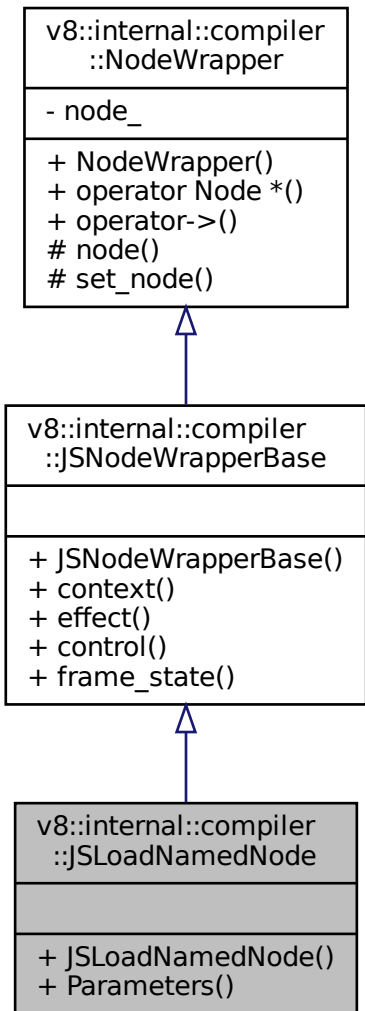 v8::internal::compiler
::NodeWrapper
- node_
+ NodeWrapper()
+ operator Node *()
+ operator->()
# node()
# set_node()
v8::internal::compiler
::JSNodeWrapperBase
+ JSNodeWrapperBase()
+ context()
+ effect()
+ control()
+ frame_state()
v8::internal::compiler
::JSLoadNamedNode
+ JSLoadNamedNode()
+ Parameters()